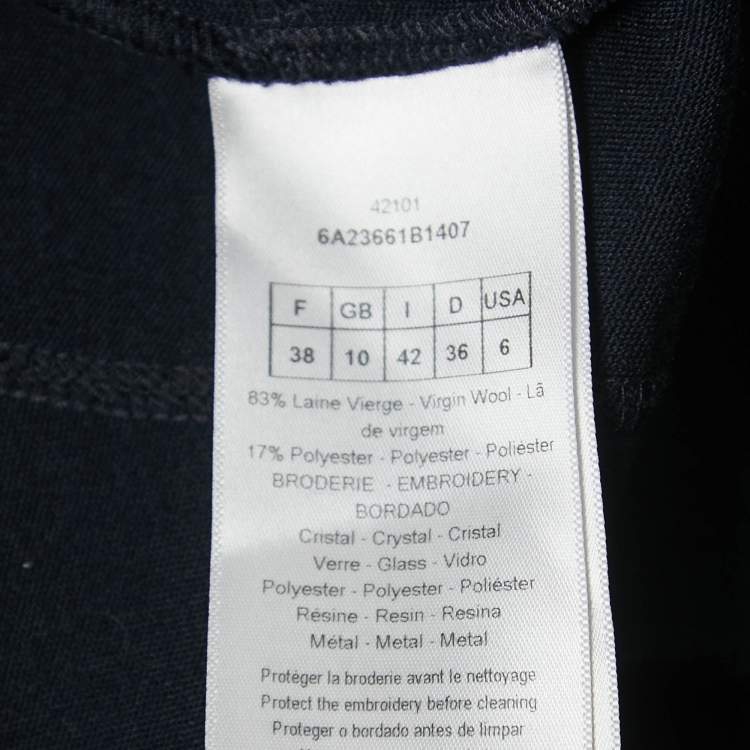 42101
6A23661B1407
F GB I D USA
38 10 42 36 6
83% Laine Vierge - Virgin Wool - Lã
de virgem
17% Polyester - Polyester - Poliéster
BRODERIE - EMBROIDERY -
BORDADO
Cristal - Crystal - Cristal
Verre - Glass - Vidro
Polyester - Polyester - Poliéster
Résine - Resin - Resina
Métal - Metal - Metal
Protéger la broderie avant le nettoyage
Protect the embroidery before cleaning
Proteger o bordado antes de limpar